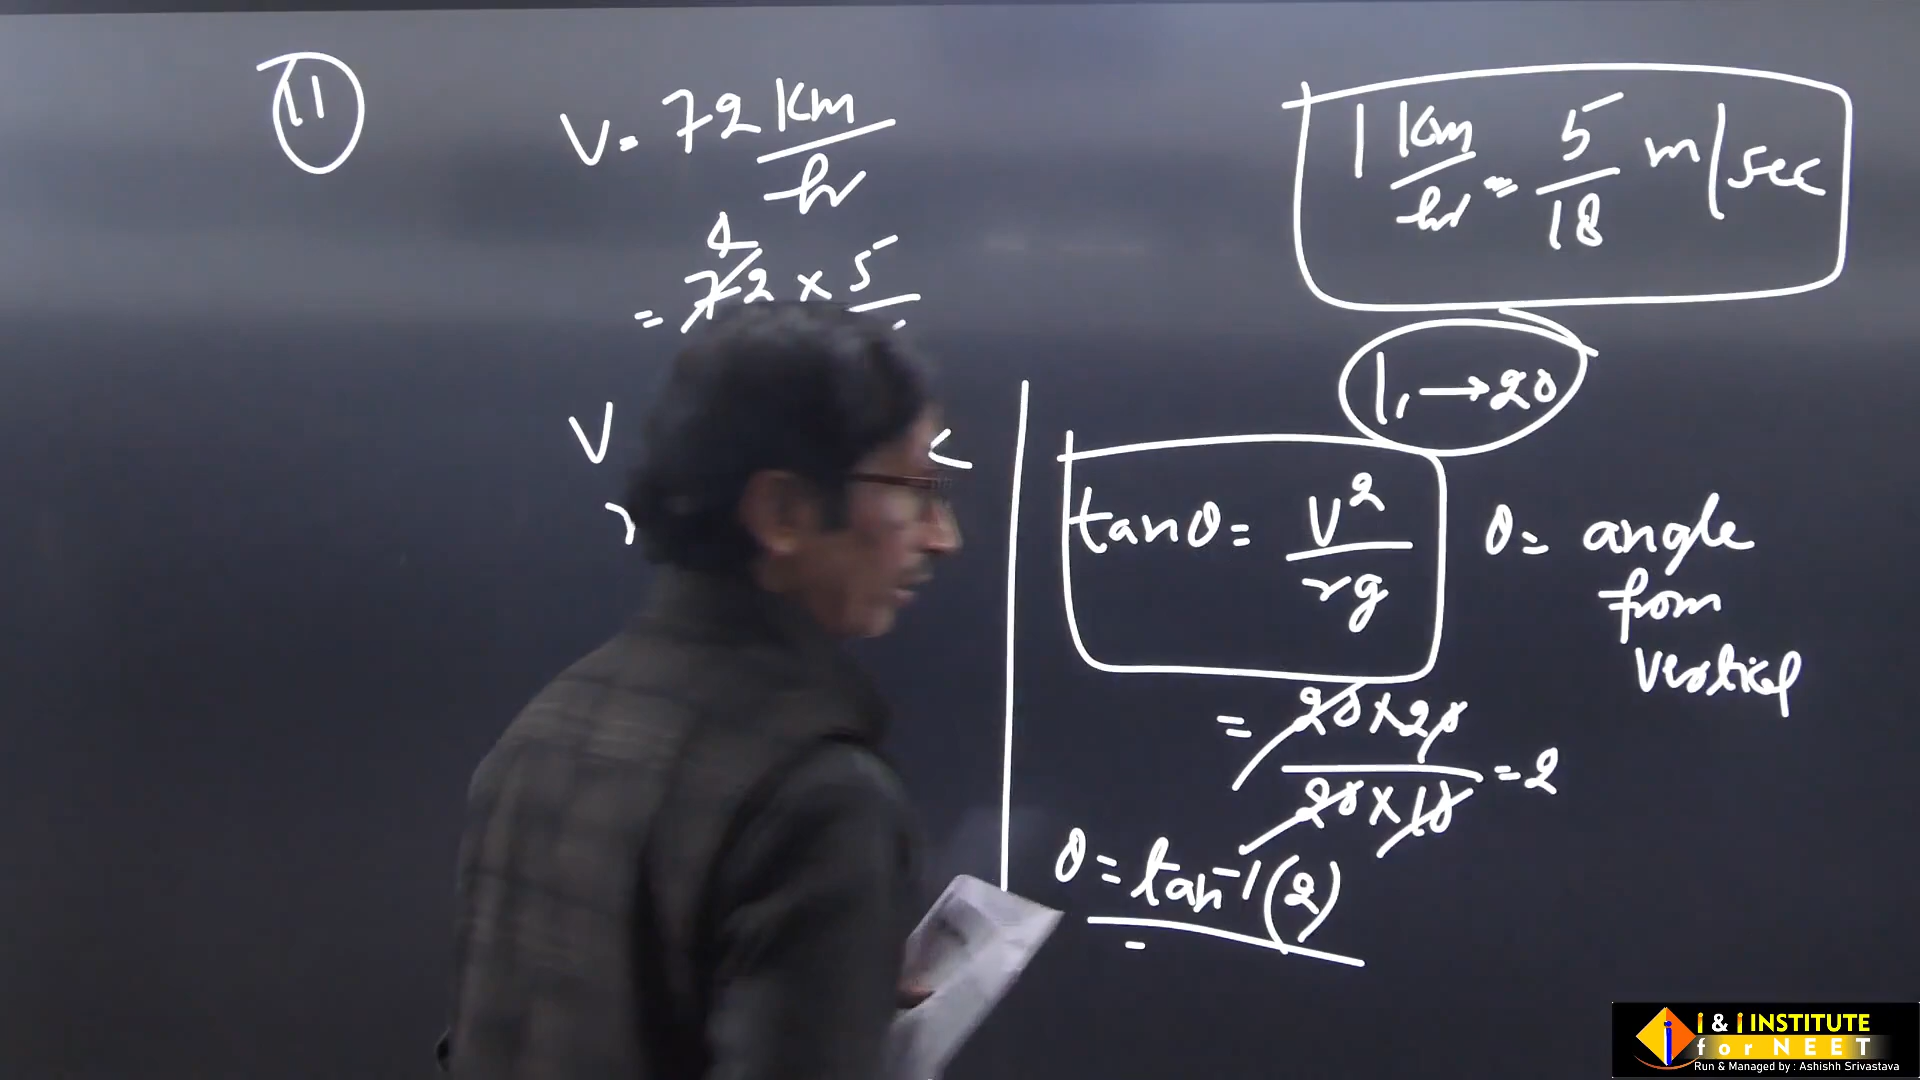 11
V = 72 km/hr
= 72 × 5
4
V
r
1 km/hr = 5/18 m/sec
1, → 20
tanθ = V²/rg
θ = angle
from
vertical
= 20×20/20×10 = 2
θ = tan⁻¹(2)
i & i INSTITUTE
for NEET
Run & Managed by : Ashishh Srivastava